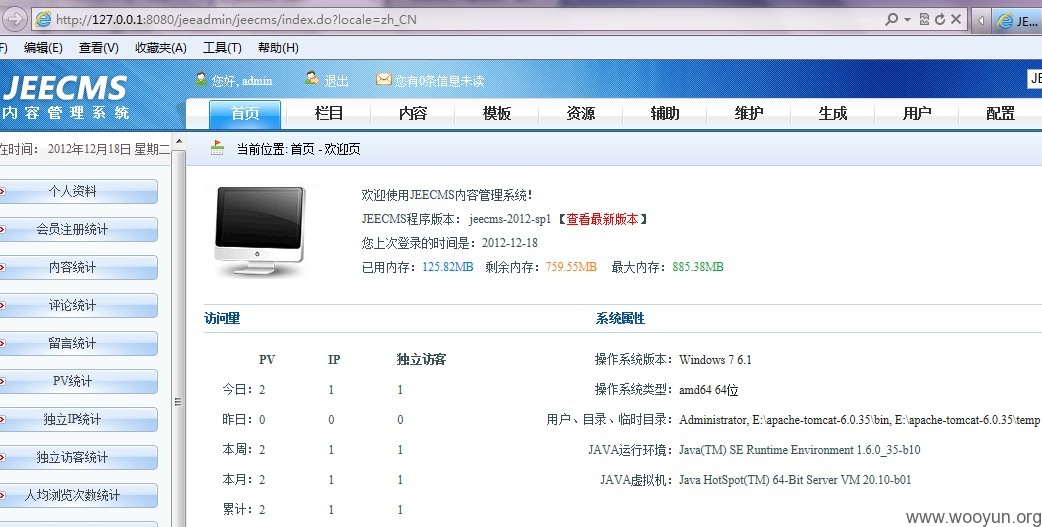 http://127.0.0.1:8080/jeeadmin/jeecms/index.do?locale=zh_CN
JE...
F) 编辑(E) 查看(V) 收藏夹(A) 工具(T) 帮助(H)
JEECMS
内容管理系统
您好, admin 退出 您有0条信息未读
JE
首页 栏目 内容 模板 资源 辅助 维护 生成 用户 配置
在时间： 2012年12月18日 星期二
当前位置: 首页 - 欢迎页
个人资料
会员注册统计
内容统计
评论统计
留言统计
PV统计
独立IP统计
独立访客统计
人均浏览次数统计
欢迎使用JEECMS内容管理系统！
JEECMS程序版本： jeecms-2012-sp1 【查看最新版本】
您上次登录的时间是：2012-12-18
已用内存：125.82MB 剩余内存：759.55MB 最大内存：885.38MB
访问量
PV IP 独立访客
今日：2 1 1
昨日：0 0 0
本周：2 1 1
本月：2 1 1
累计：2 1 1
系统属性
操作系统版本： Windows 7 6.1
操作系统类型： amd64 64位
用户、目录、临时目录： Administrator, E:\apache-tomcat-6.0.35\bin, E:\apache-tomcat-6.0.35\temp
JAVA运行环境： Java(TM) SE Runtime Environment 1.6.0_35-b10
JAVA虚拟机： Java HotSpot(TM) 64-Bit Server VM 20.10-b01
www.wooyun.org